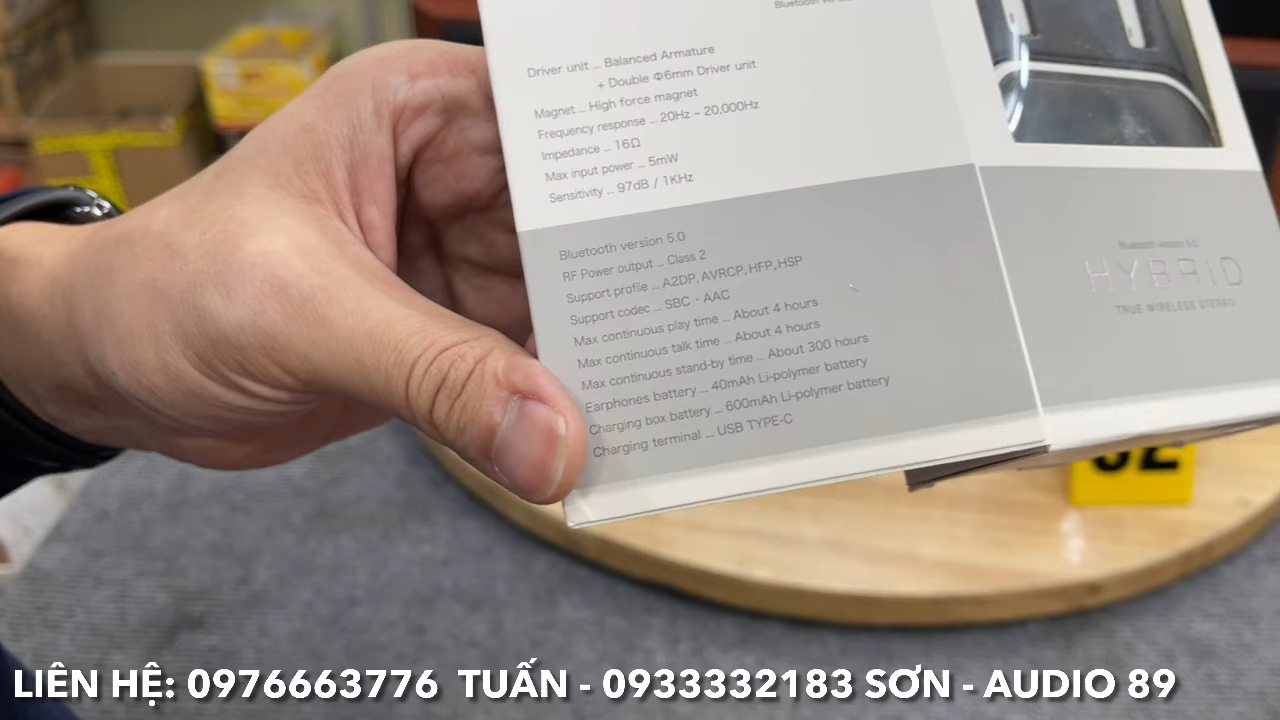 Bluetooth
Driver unit ... Balanced Armature
+ Double Φ6mm Driver unit
Magnet ... High force magnet
Frequency response ... 20Hz – 20.000Hz
Impedance ... 16Ω
Max input power ... 5mW
Sensitivity ... 97dB / 1KHz
Bluetooth version 5.0
RF Power output ... Class 2
Support profile ... A2DP, AVRCP, HFP, HSP
Support codec ... SBC・AAC
Max continuous play time ... About 4 hours
Max continuous talk time ... About 4 hours
Max continuous stand-by time ... About 300 hours
Earphones battery ... 40mAh Li-polymer battery
Charging box battery ... 600mAh Li-polymer battery
Charging terminal ... USB TYPE-C
Bluetooth version 5.0
HYBRID
TRUE WIRELESS STEREO
LIÊN HỆ: 0976663776 TUẤN - 0933332183 SƠN - AUDIO 89